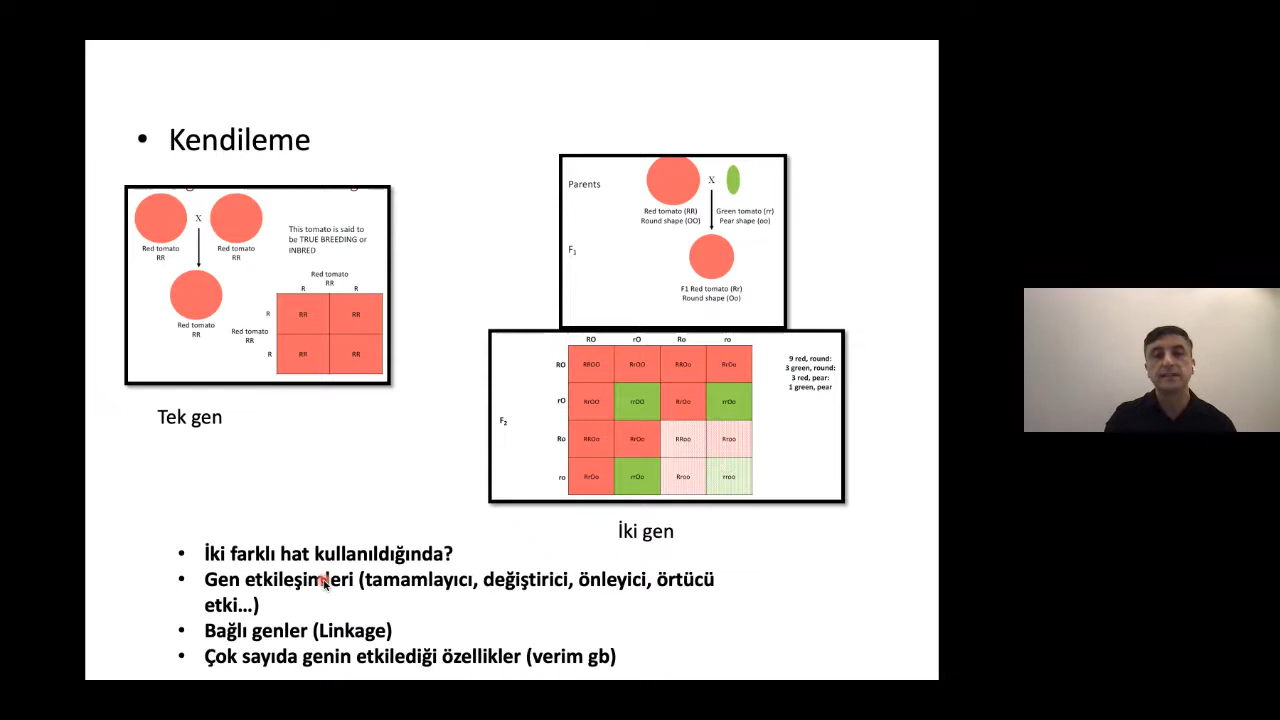 • Kendileme
X
Red tomato
RR
Red tomato
RR
This tomato is said
to be TRUE BREEDING or
INBRED
Red tomato
RR
Red tomato
RR
R R
Red tomato
RR
R RR RR
R RR RR
Tek gen
Parents
X
Red tomato (RR)
Round shape (OO)
Green tomato (rr)
Pear shape (oo)
F1
F1 Red tomato (Rr)
Round shape (Oo)
RO rO Ro ro
RO RROO RrOO RROo RrOo
rO RrOO rrOO RrOo rrOo
Ro RROo RrOo RRoo Rroo
ro RrOo rrOo Rroo rroo
F2
9 red, round:
3 green, round:
3 red, pear:
1 green, pear
İki gen
• İki farklı hat kullanıldığında?
• Gen etkileşimleri (tamamlayıcı, değiştirici, önleyici, örtücü
etki...)
• Bağlı genler (Linkage)
• Çok sayıda genin etkilediği özellikler (verim gb)